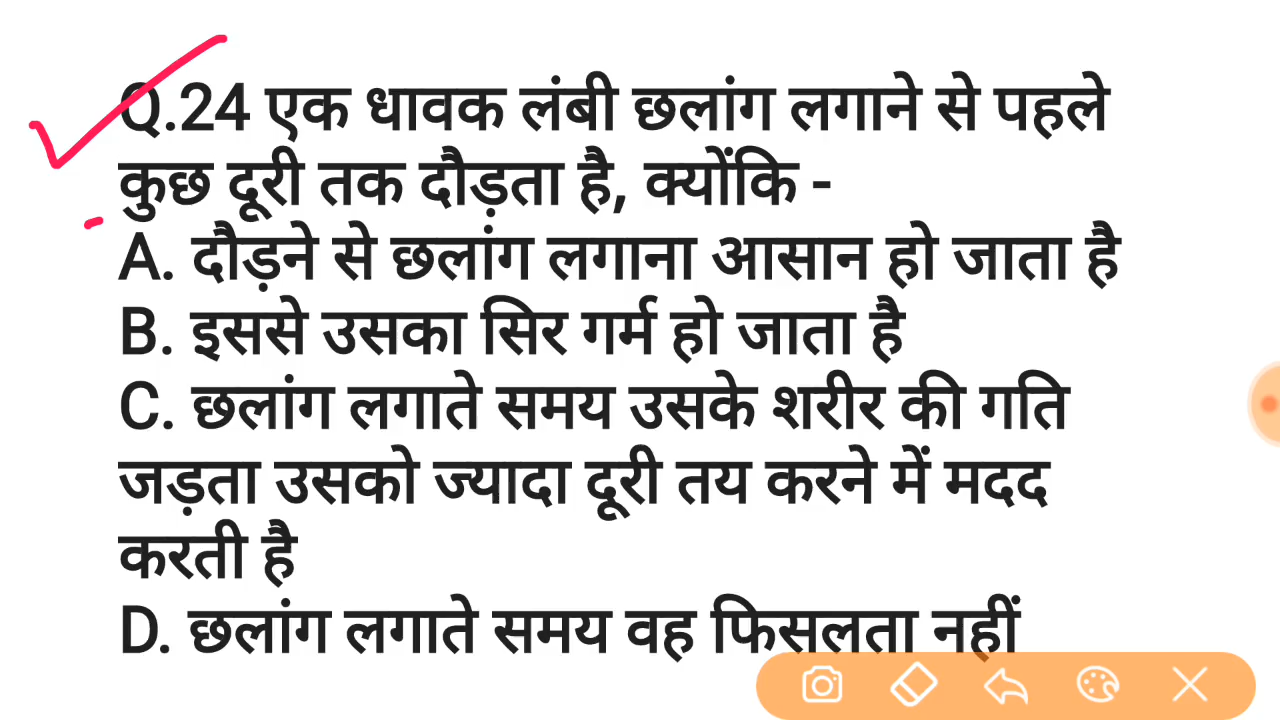 Q.24 एक धावक लंबी छलांग लगाने से पहले
कुछ दूरी तक दौड़ता है, क्योंकि -
A. दौड़ने से छलांग लगाना आसान हो जाता है
B. इससे उसका सिर गर्म हो जाता है
C. छलांग लगाते समय उसके शरीर की गति
जड़ता उसको ज्यादा दूरी तय करने में मदद
करती है
D. छलांग लगाते समय वह फिसलता नहीं